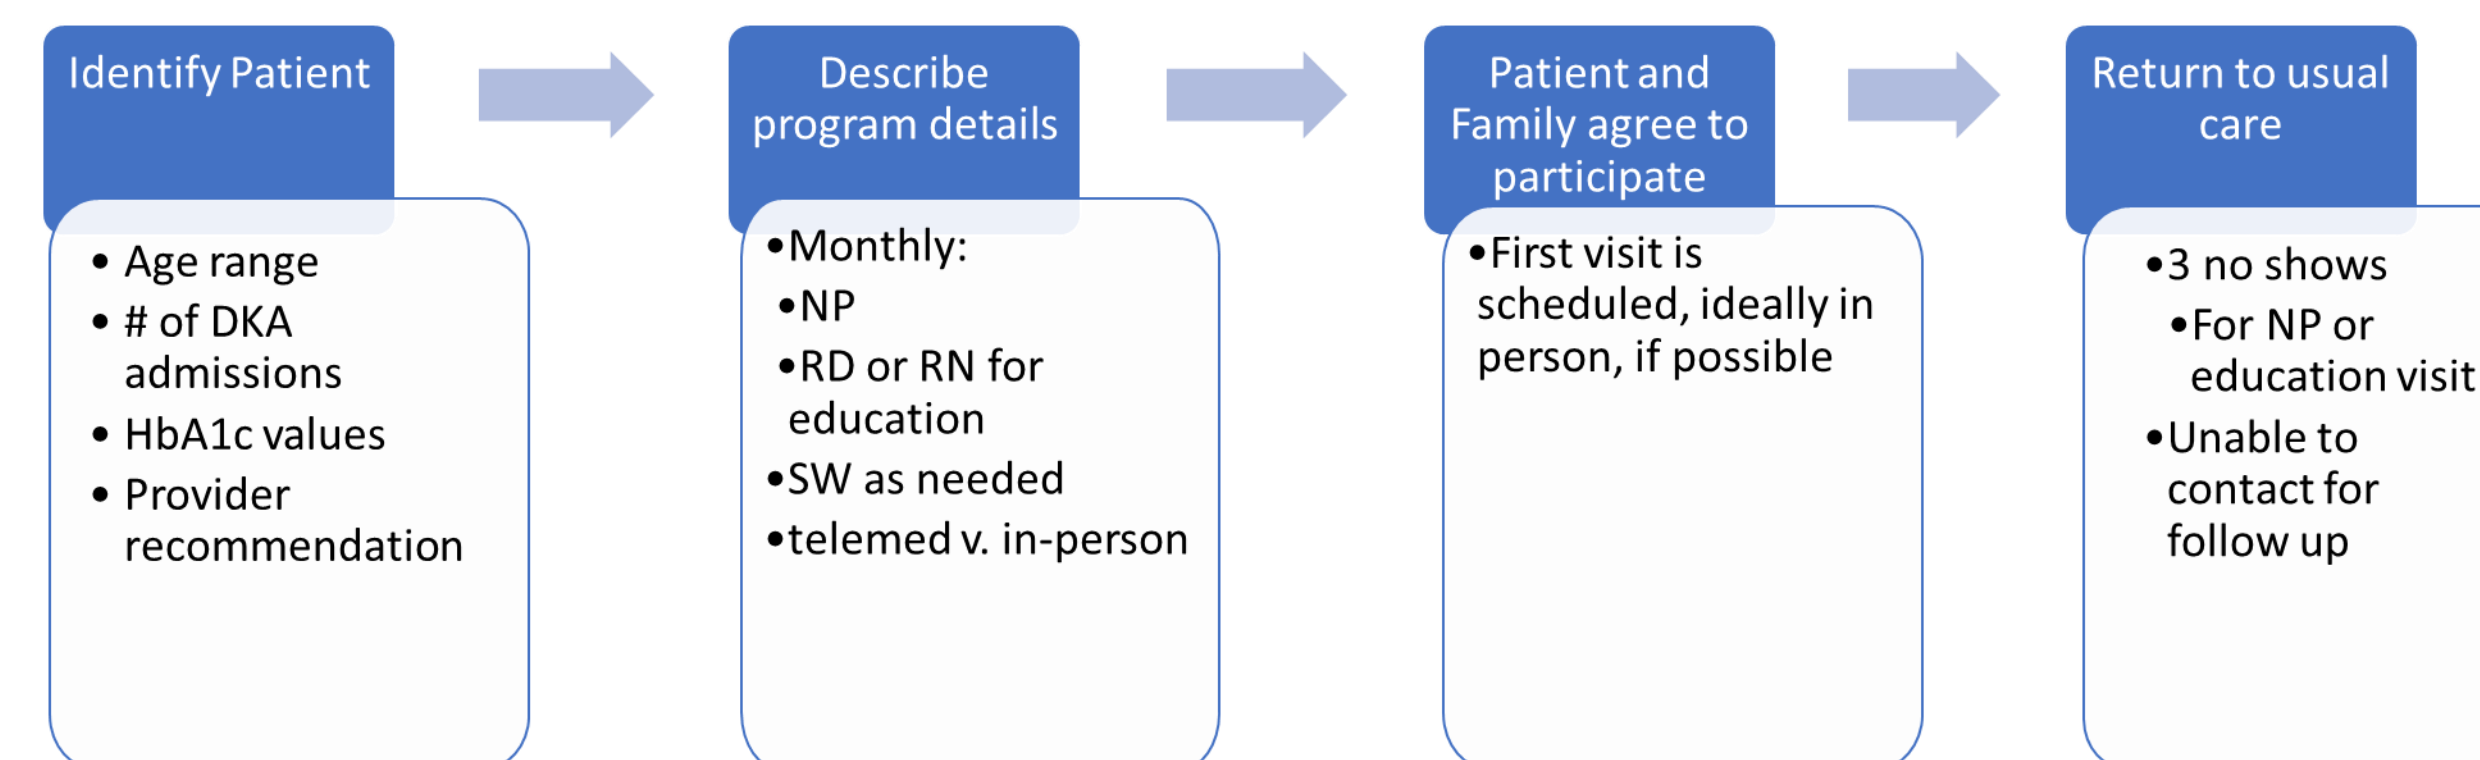 Identify Patient
• Age range
• # of DKA
admissions
• HbA1c values
• Provider
recommendation
Describe
program details
•Monthly:
•NP
•RD or RN for
education
•SW as needed
•telemed v. in-person
Patient and
Family agree to
participate
•First visit is
scheduled, ideally in
person, if possible
Return to usual
care
•3 no shows
•For NP or
education visit
•Unable to
contact for
follow up